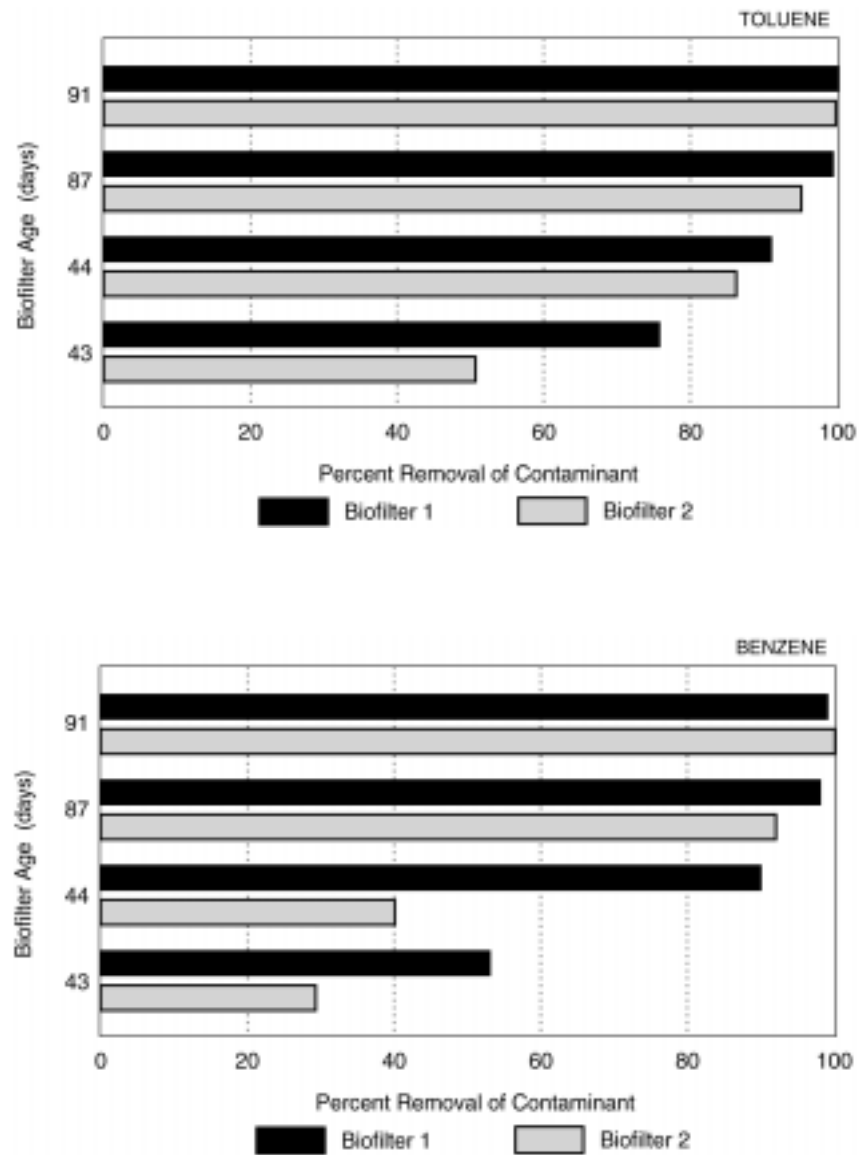 TOLUENE
91
87
44
43
Biofilter Age (days)
0 20 40 60 80 100
Percent Removal of Contaminant
Biofilter 1 Biofilter 2
BENZENE
91
87
44
43
Biofilter Age (days)
0 20 40 60 80 100
Percent Removal of Contaminant
Biofilter 1 Biofilter 2